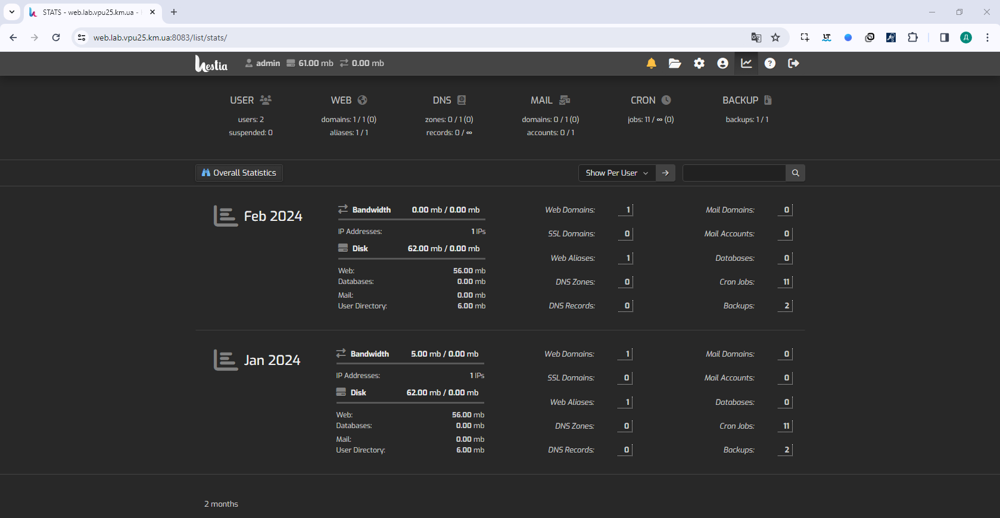 STATS - web.lab.vpu25.km.ua -
web.lab.vpu25.km.ua:8083/list/stats/
LT
Д
hestia admin 61.00 mb 0.00 mb
USER WEB DNS MAIL CRON BACKUP
users: 2 domains: 1 / 1 (0) zones: 0 / 1 (0) domains: 0 / 1 (0) jobs: 11 / ∞ (0) backups: 1 / 1
suspended: 0 aliases: 1 / 1 records: 0 / ∞ accounts: 0 / 1
Overall Statistics Show Per User
Feb 2024
Bandwidth 0.00 mb / 0.00 mb
IP Addresses: 1 IPs
Disk 62.00 mb / 0.00 mb
Web: 56.00 mb
Databases: 0.00 mb
Mail: 0.00 mb
User Directory: 6.00 mb
Web Domains: 1
SSL Domains: 0
Web Aliases: 1
DNS Zones: 0
DNS Records: 0
Mail Domains: 0
Mail Accounts: 0
Databases: 0
Cron Jobs: 11
Backups: 2
Jan 2024
Bandwidth 5.00 mb / 0.00 mb
IP Addresses: 1 IPs
Disk 62.00 mb / 0.00 mb
Web: 56.00 mb
Databases: 0.00 mb
Mail: 0.00 mb
User Directory: 6.00 mb
Web Domains: 1
SSL Domains: 0
Web Aliases: 1
DNS Zones: 0
DNS Records: 0
Mail Domains: 0
Mail Accounts: 0
Databases: 0
Cron Jobs: 11
Backups: 2
2 months